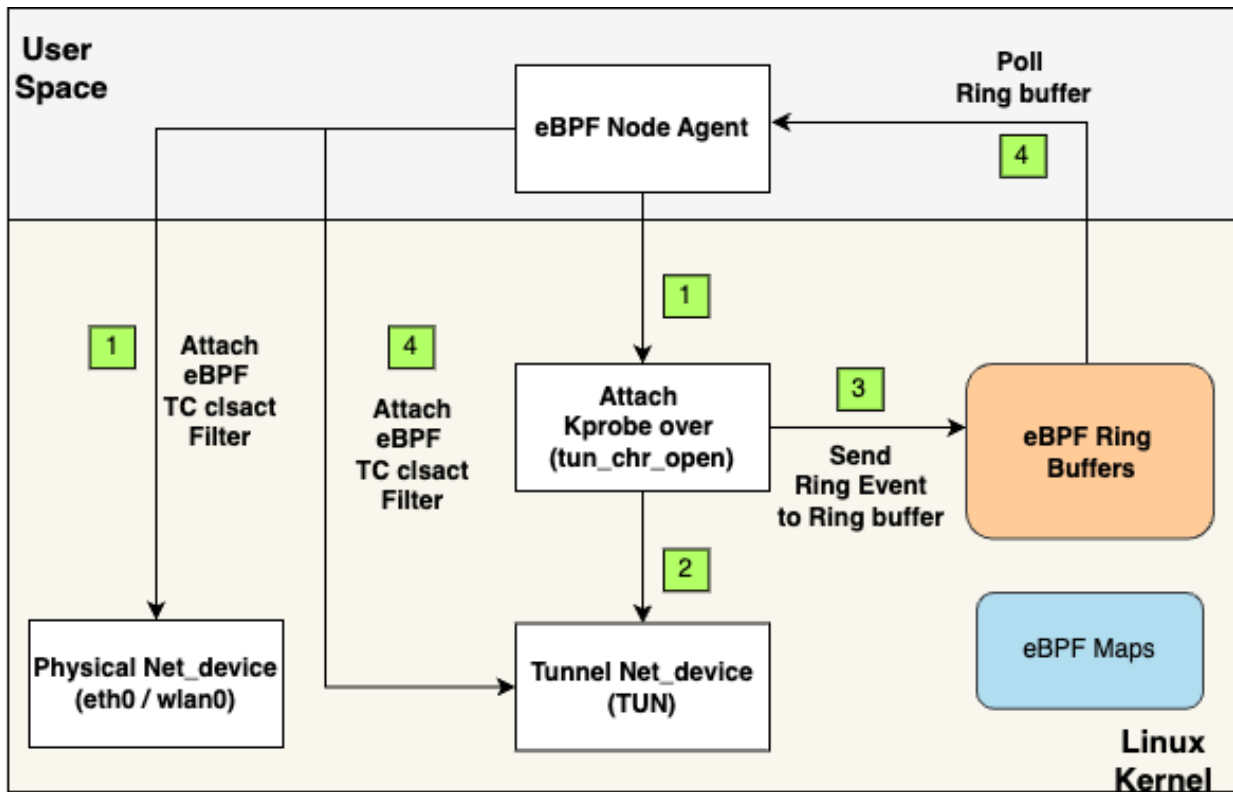 User
Space
Poll
Ring buffer
eBPF Node Agent
4
1
1
Attach
eBPF
TC clsact
Filter
4
Attach
eBPF
TC clsact
Filter
Attach
Kprobe over
(tun_chr_open)
3
Send
Ring Event
to Ring buffer
eBPF Ring
Buffers
2
Physical Net_device
(eth0 / wlan0)
Tunnel Net_device
(TUN)
eBPF Maps
Linux
Kernel